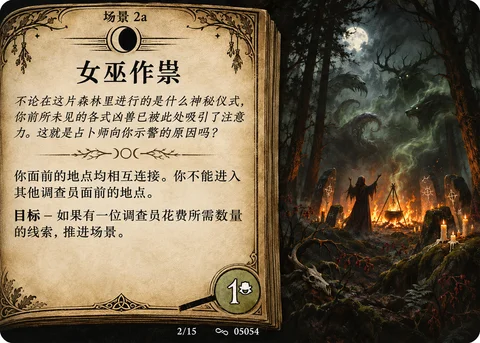 场景 2a
女巫作祟
不论在这片森林里进行的是什么神秘仪式，
你前所未见的各式凶兽已被此处吸引了注意
力。这就是占卜师向你示警的原因吗？
你面前的地点均相互连接。你不能进入
其他调查员面前的地点。
目标 – 如果有一位调查员花费所需数量
的线索，推进场景。
1
2/15 05054